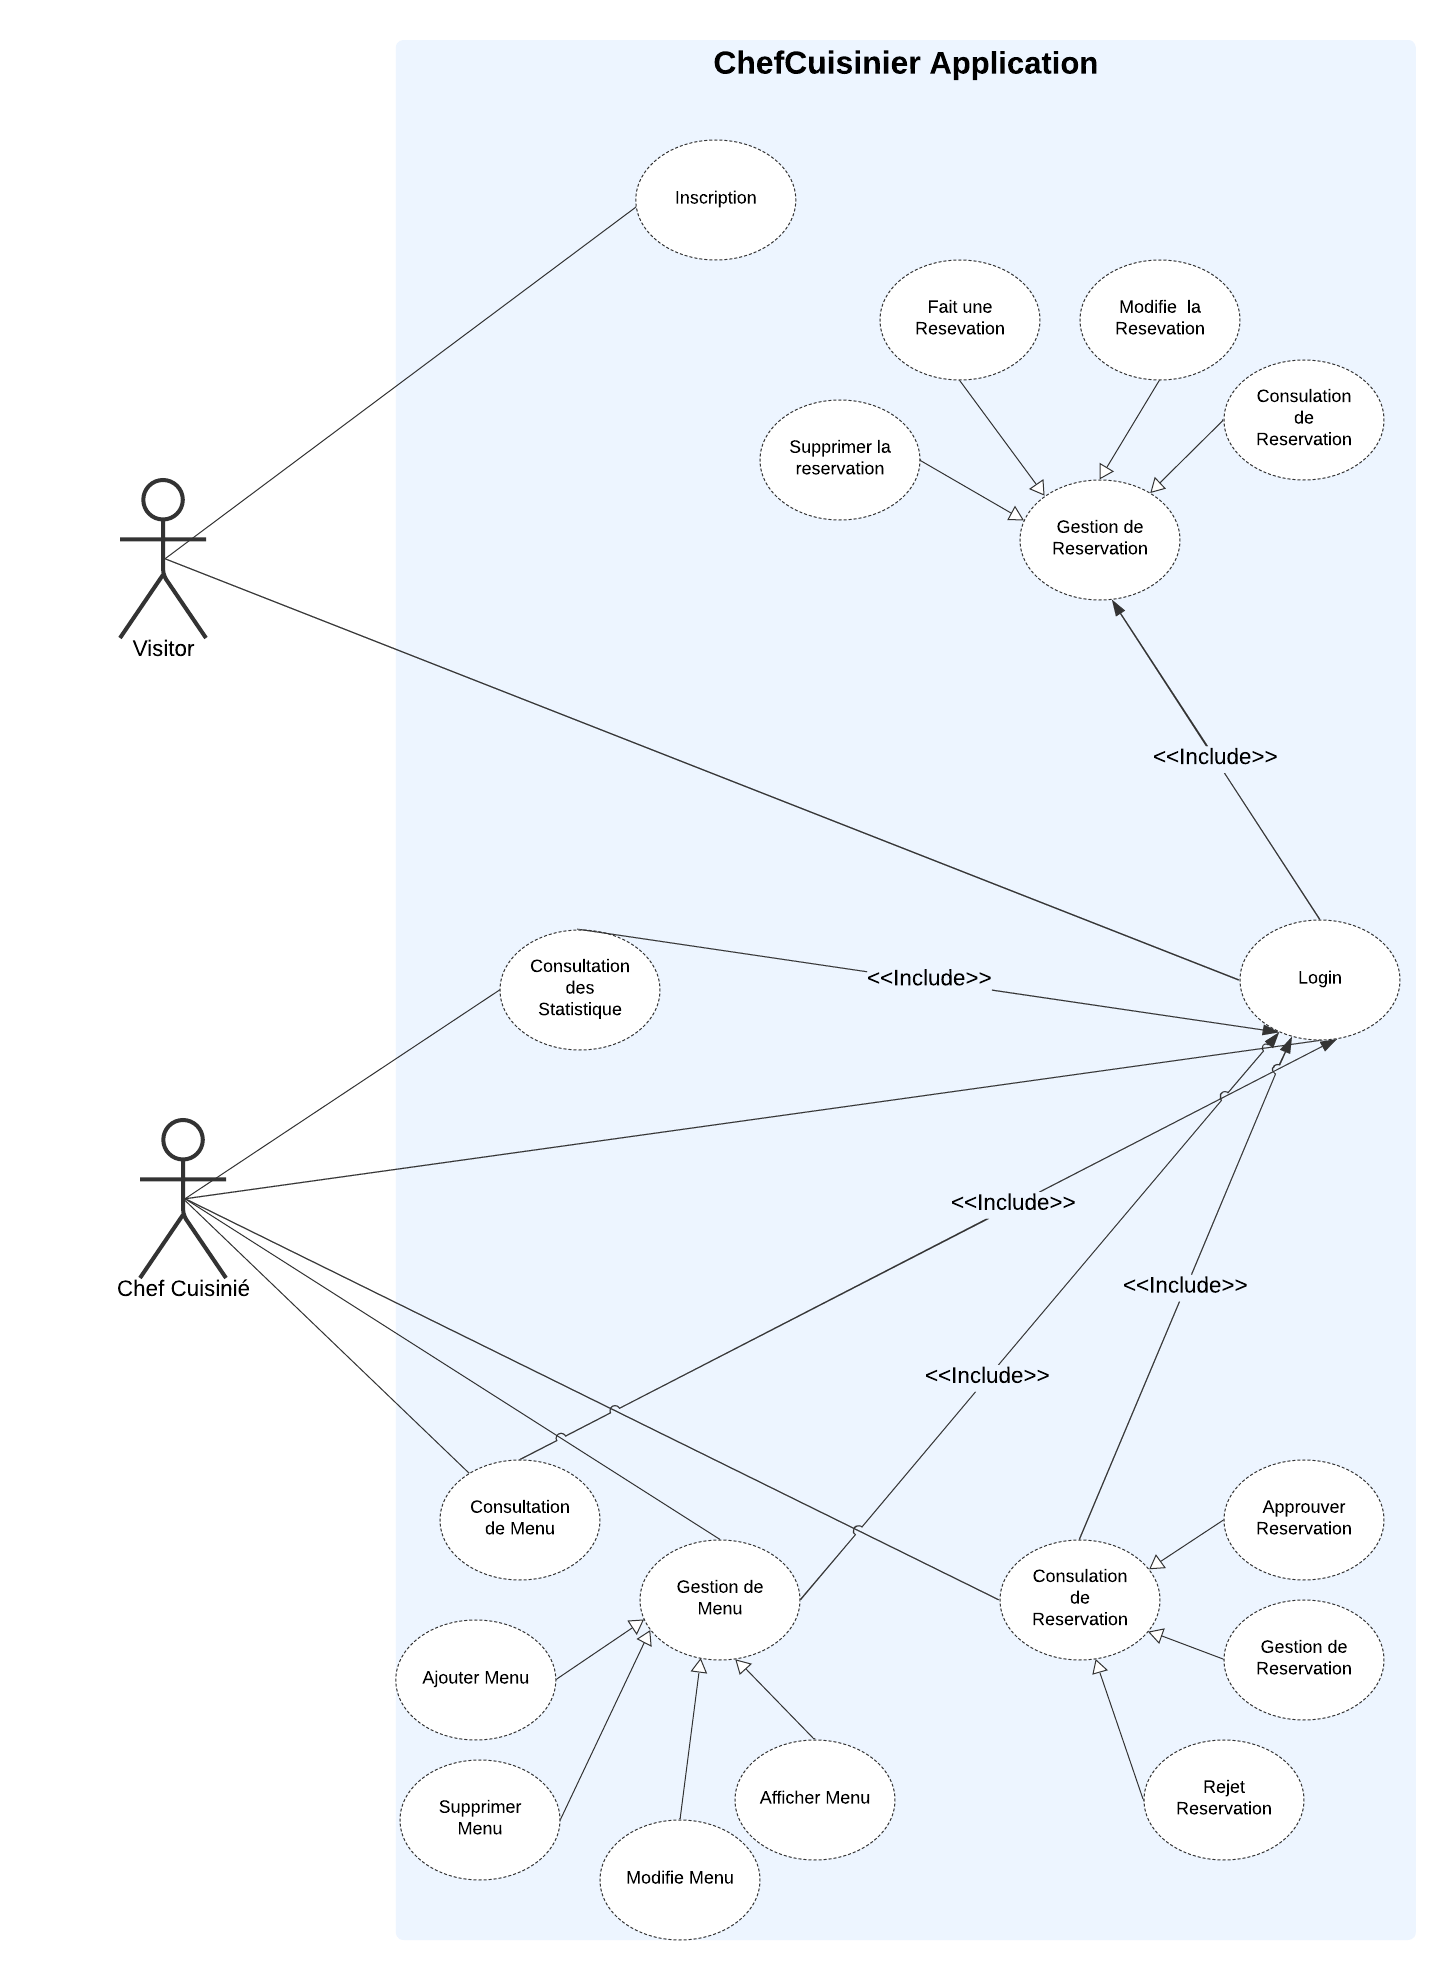 ChefCuisinier Application
Inscription
Fait une
Resevation
Modifie  la
Resevation
Consulation
de
Reservation
Supprimer la
reservation
Gestion de
Reservation
Visitor
<<Include>>
Consultation
des
Statistique
<<Include>>
Login
Chef Cuisinié
<<Include>>
<<Include>>
<<Include>>
Consultation
de Menu
Gestion de
Menu
Consulation
de
Reservation
Approuver
Reservation
Gestion de
Reservation
Ajouter Menu
Supprimer
Menu
Modifie Menu
Afficher Menu
Rejet
Reservation